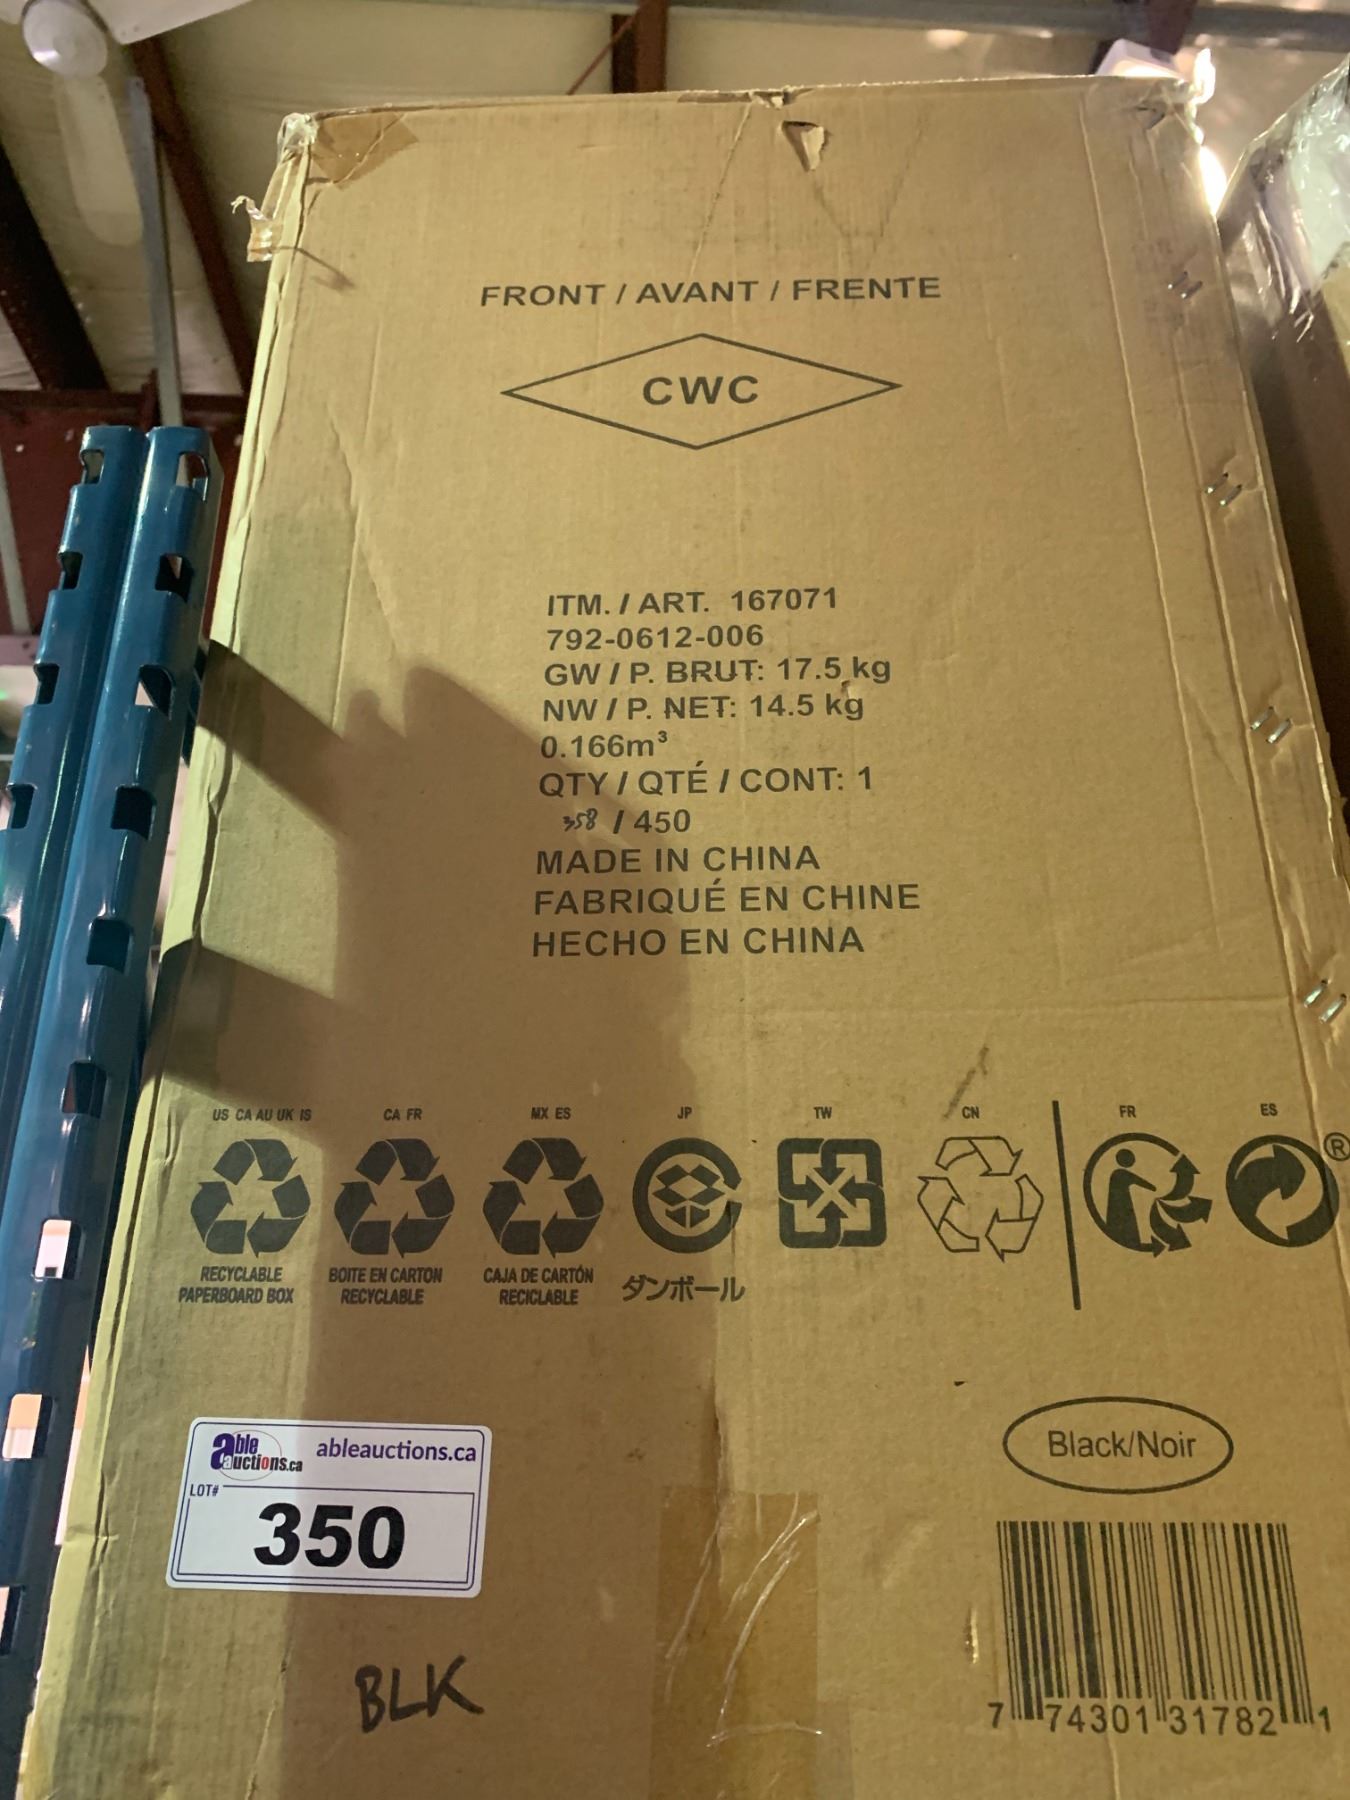 FRONT / AVANT / FRENTE
CWC
ITM. / ART. 167071
792-0612-006
GW / P. BRUT: 17.5 kg
NW / P. NET: 14.5 kg
0.166m³
QTY / QTÉ / CONT: 1
358 / 450
MADE IN CHINA
FABRIQUÉ EN CHINE
HECHO EN CHINA
US CA AU UK IS CA FR MX ES JP TW CN FR ES
®
RECYCLABLE BOITE EN CARTON CAJA DE CARTÓN ダンボール
PAPERBOARD BOX RECYCLABLE RECICLABLE
Black/Noir
able auctions.ca ableauctions.ca
LOT#
350
BLK
7 74301 31782 1